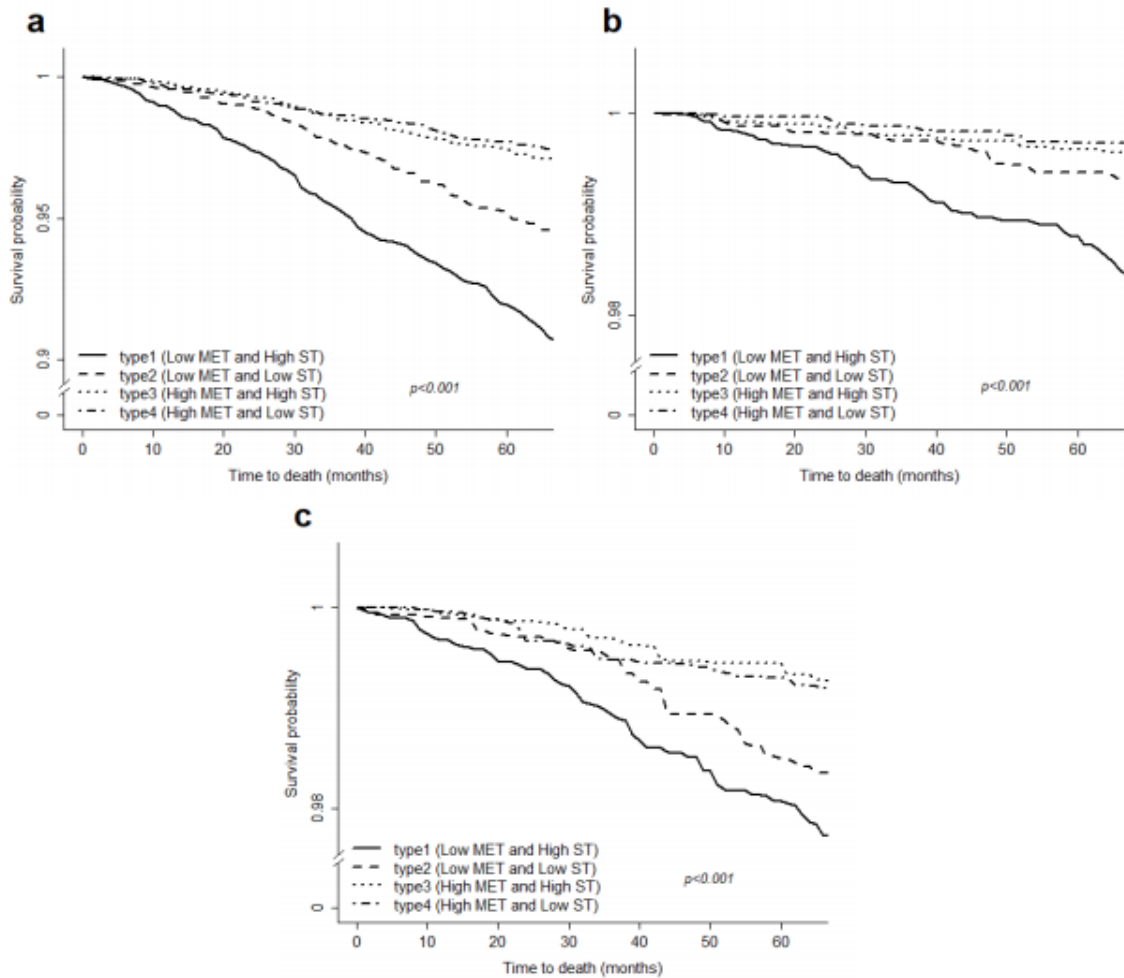 a
1
0.95
0.9
0
Survival probability
type1 (Low MET and High ST)
type2 (Low MET and Low ST)
type3 (High MET and High ST)
type4 (High MET and Low ST)
p<0.001
0 10 20 30 40 50 60
Time to death (months)
b
1
0.98
0
Survival probability
type1 (Low MET and High ST)
type2 (Low MET and Low ST)
type3 (High MET and High ST)
type4 (High MET and Low ST)
p<0.001
0 10 20 30 40 50 60
Time to death (months)
c
1
0.98
0
Survival probability
type1 (Low MET and High ST)
type2 (Low MET and Low ST)
type3 (High MET and High ST)
type4 (High MET and Low ST)
p<0.001
0 10 20 30 40 50 60
Time to death (months)